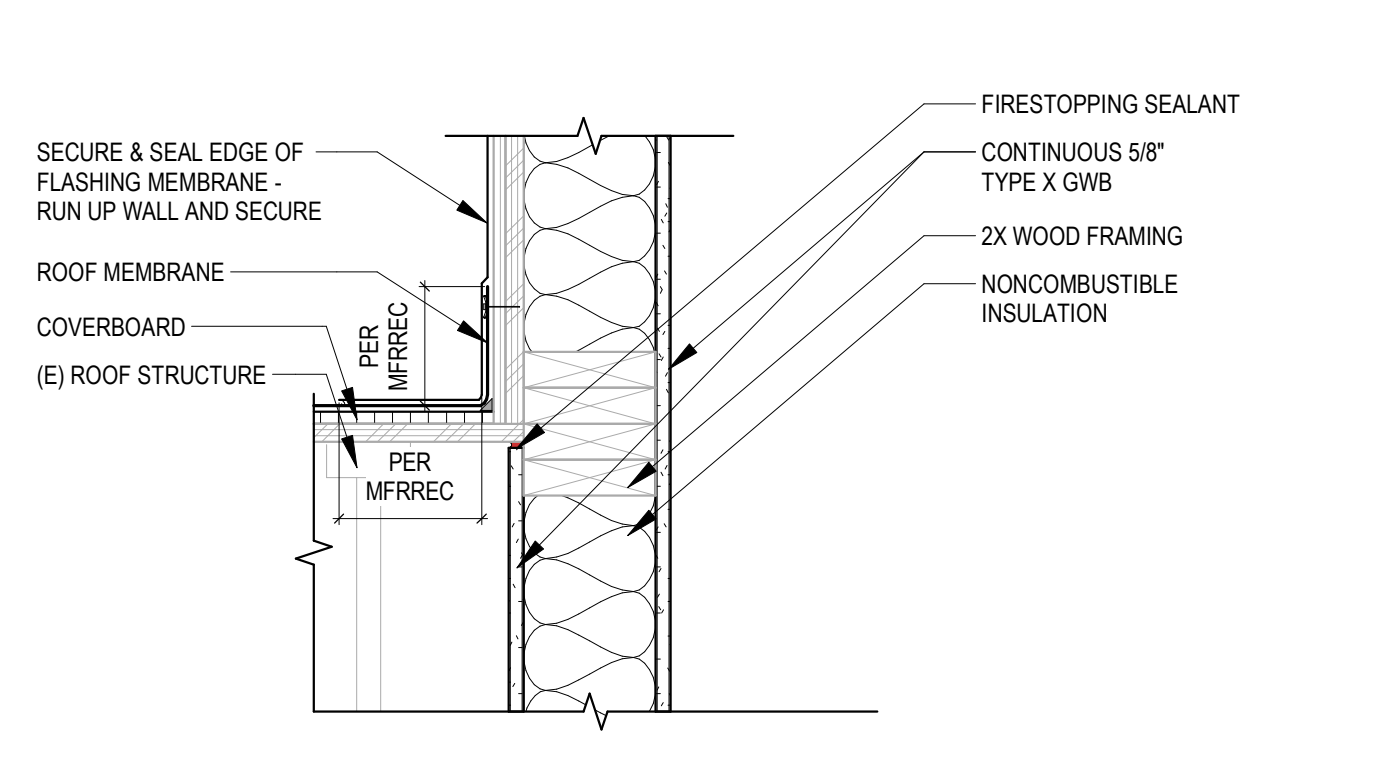 SECURE & SEAL EDGE OF
FLASHING MEMBRANE -
RUN UP WALL AND SECURE
ROOF MEMBRANE
COVERBOARD
(E) ROOF STRUCTURE
PER
MFRREC
PER
MFRREC
FIRESTOPPING SEALANT
CONTINUOUS 5/8"
TYPE X GWB
2X WOOD FRAMING
NONCOMBUSTIBLE
INSULATION